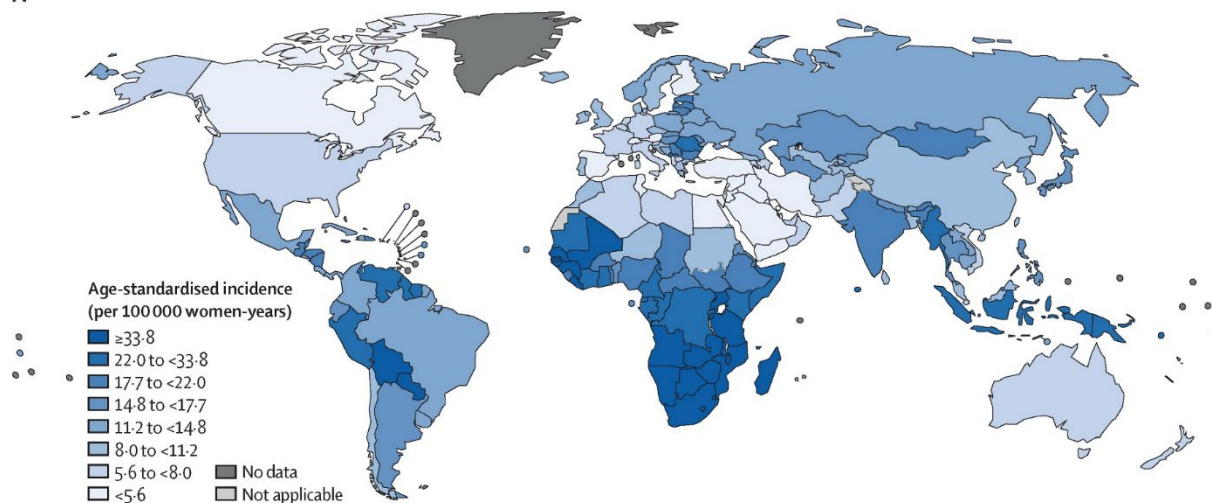 Age-standardised incidence
(per 100 000 women-years)
≥33·8
22·0 to <33·8
17·7 to <22·0
14·8 to <17·7
11·2 to <14·8
8·0 to <11·2
5·6 to <8·0
<5·6
No data
Not applicable